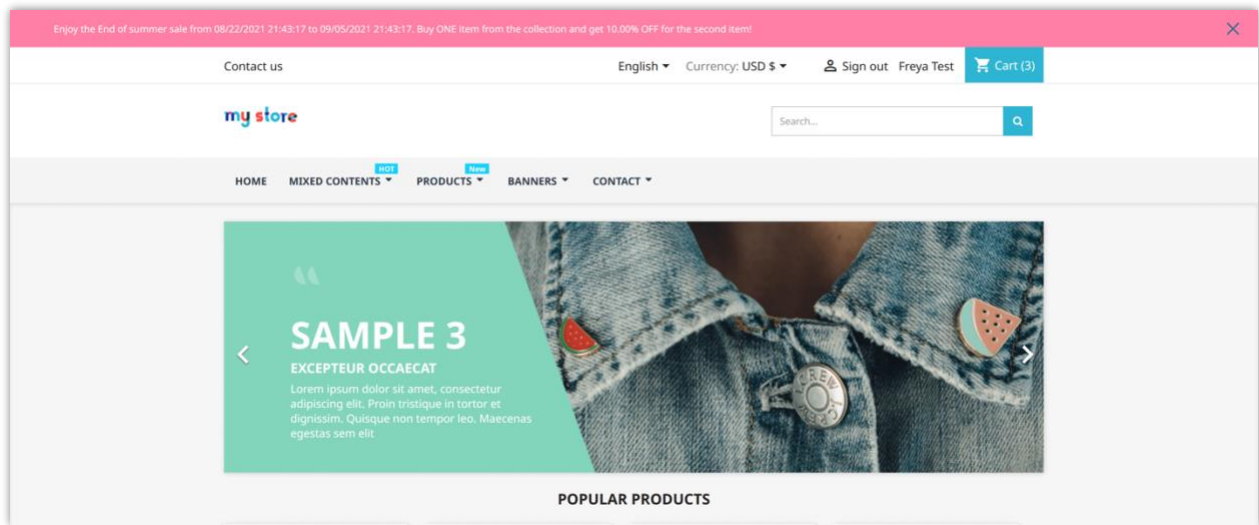 Enjoy the End of summer sale from 08/22/2021 21:43:17 to 09/05/2021 21:43:17. Buy ONE item from the collection and get 10.00% OFF for the second item!
Contact us English Currency: USD $ Sign out Freya Test Cart (3)
my store Search...
HOT New
HOME MIXED CONTENTS PRODUCTS BANNERS CONTACT
“
SAMPLE 3
EXCEPTEUR OCCAECAT
Lorem ipsum dolor sit amet, consectetur
adipiscing elit. Proin tristique in tortor et
dignissim. Quisque non tempor leo. Maecenas
egestas sem elit
POPULAR PRODUCTS